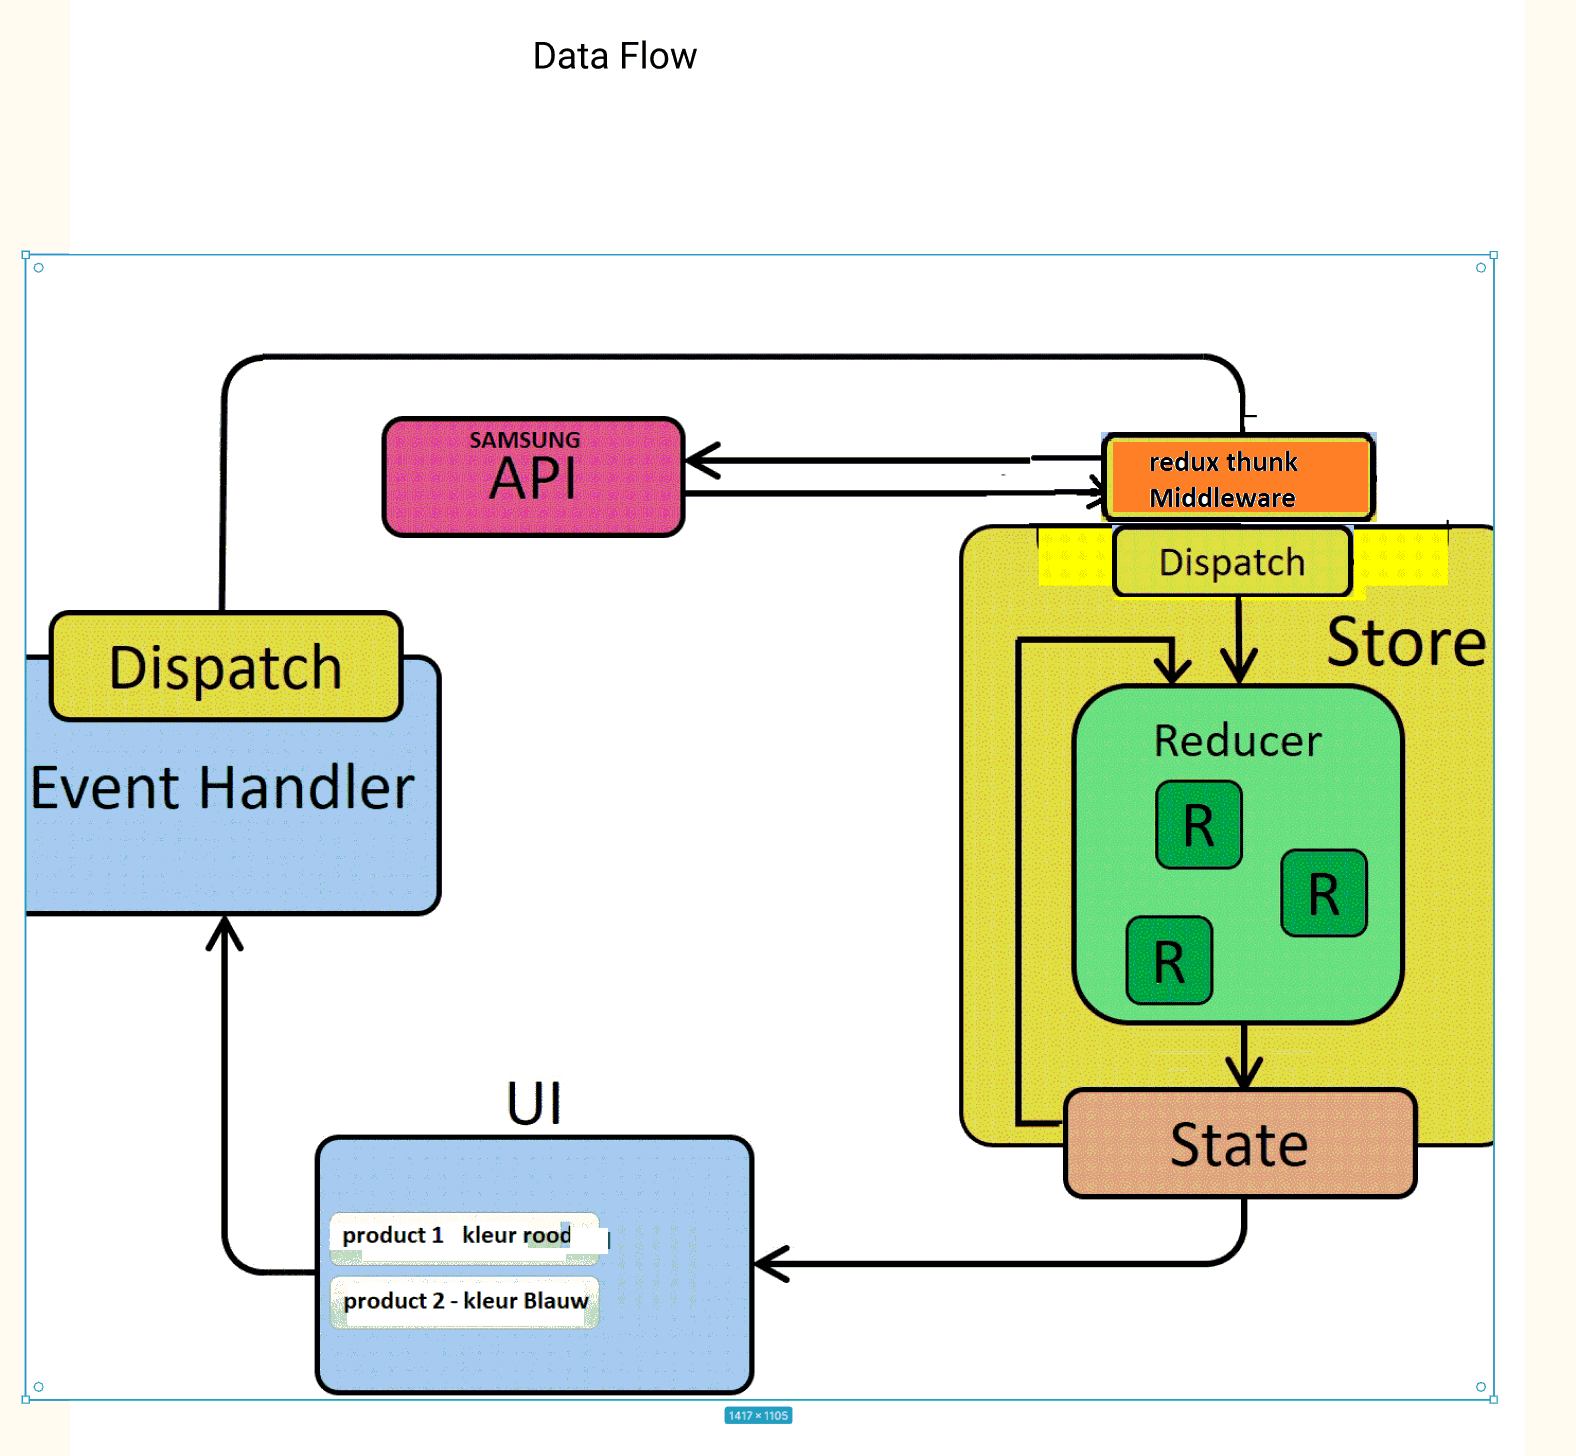 Data Flow
SAMSUNG
API
redux thunk
Middleware
Dispatch
Store
Dispatch
Event Handler
Reducer
R
R
R
UI
State
product 1 kleur rood
product 2 - kleur Blauw
1417 × 1105